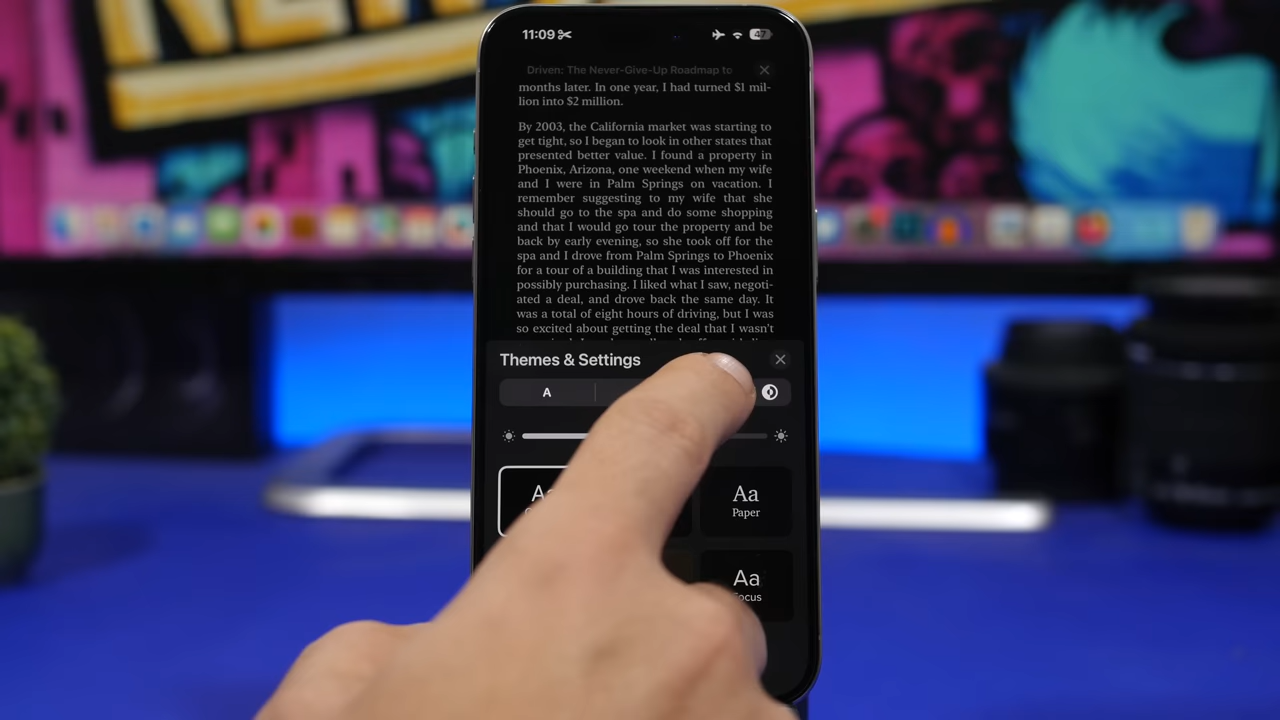 11:09
47
Driven: The Never-Give-Up Roadmap to
months later. In one year, I had turned $1 mil-
lion into $2 million.
By 2003, the California market was starting to
get tight, so I began to look in other states that
presented better value. I found a property in
Phoenix, Arizona, one weekend when my wife
and I were in Palm Springs on vacation. I
remember suggesting to my wife that she
should go to the spa and do some shopping
and that I would go tour the property and be
back by early evening, so she took off for the
spa and I drove from Palm Springs to Phoenix
for a tour of a building that I was interested in
possibly purchasing. I liked what I saw, negoti-
ated a deal, and drove back the same day. It
was a total of eight hours of driving, but I was
so excited about getting the deal that I wasn't
Themes & Settings
A
Aa
Paper
Aa